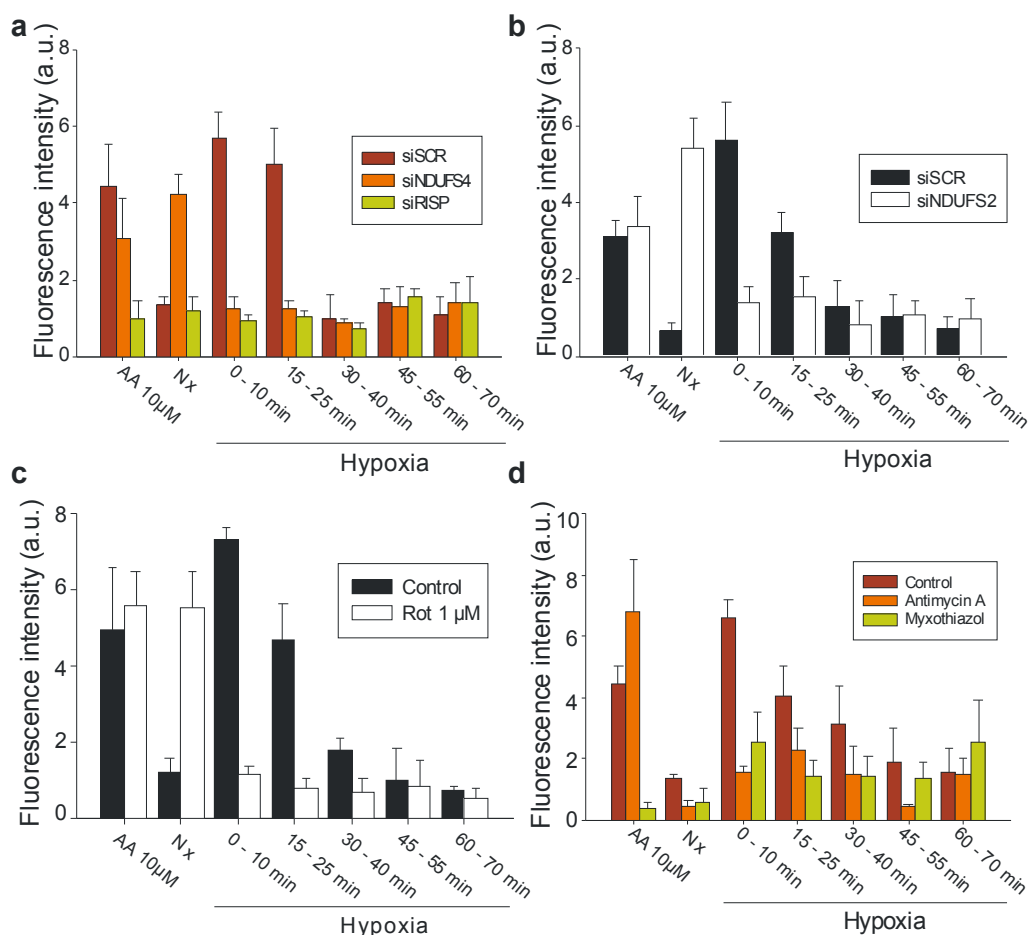 a
Fluorescence intensity (a.u.)
8
6
4
2
0
siSCR
siNDUFS4
siRISP
AA 10µM
Nx
0 - 10 min
15 - 25 min
30 - 40 min
45 - 55 min
60 - 70 min
Hypoxia
b
Fluorescence intensity (a.u.)
8
6
4
2
0
siSCR
siNDUFS2
AA 10µM
Nx
0 - 10 min
15 - 25 min
30 - 40 min
45 - 55 min
60 - 70 min
Hypoxia
c
Fluorescence intensity (a.u.)
8
6
4
2
0
Control
Rot 1 µM
AA 10µM
Nx
0 - 10 min
15 - 25 min
30 - 40 min
45 - 55 min
60 - 70 min
Hypoxia
d
Fluorescence intensity (a.u.)
10
8
6
4
2
0
Control
Antimycin A
Myxothiazol
AA 10µM
Nx
0 - 10 min
15 - 25 min
30 - 40 min
45 - 55 min
60 - 70 min
Hypoxia